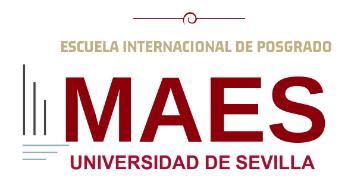 ESCUELA INTERNACIONAL DE POSGRADO
MAES
UNIVERSIDAD DE SEVILLA